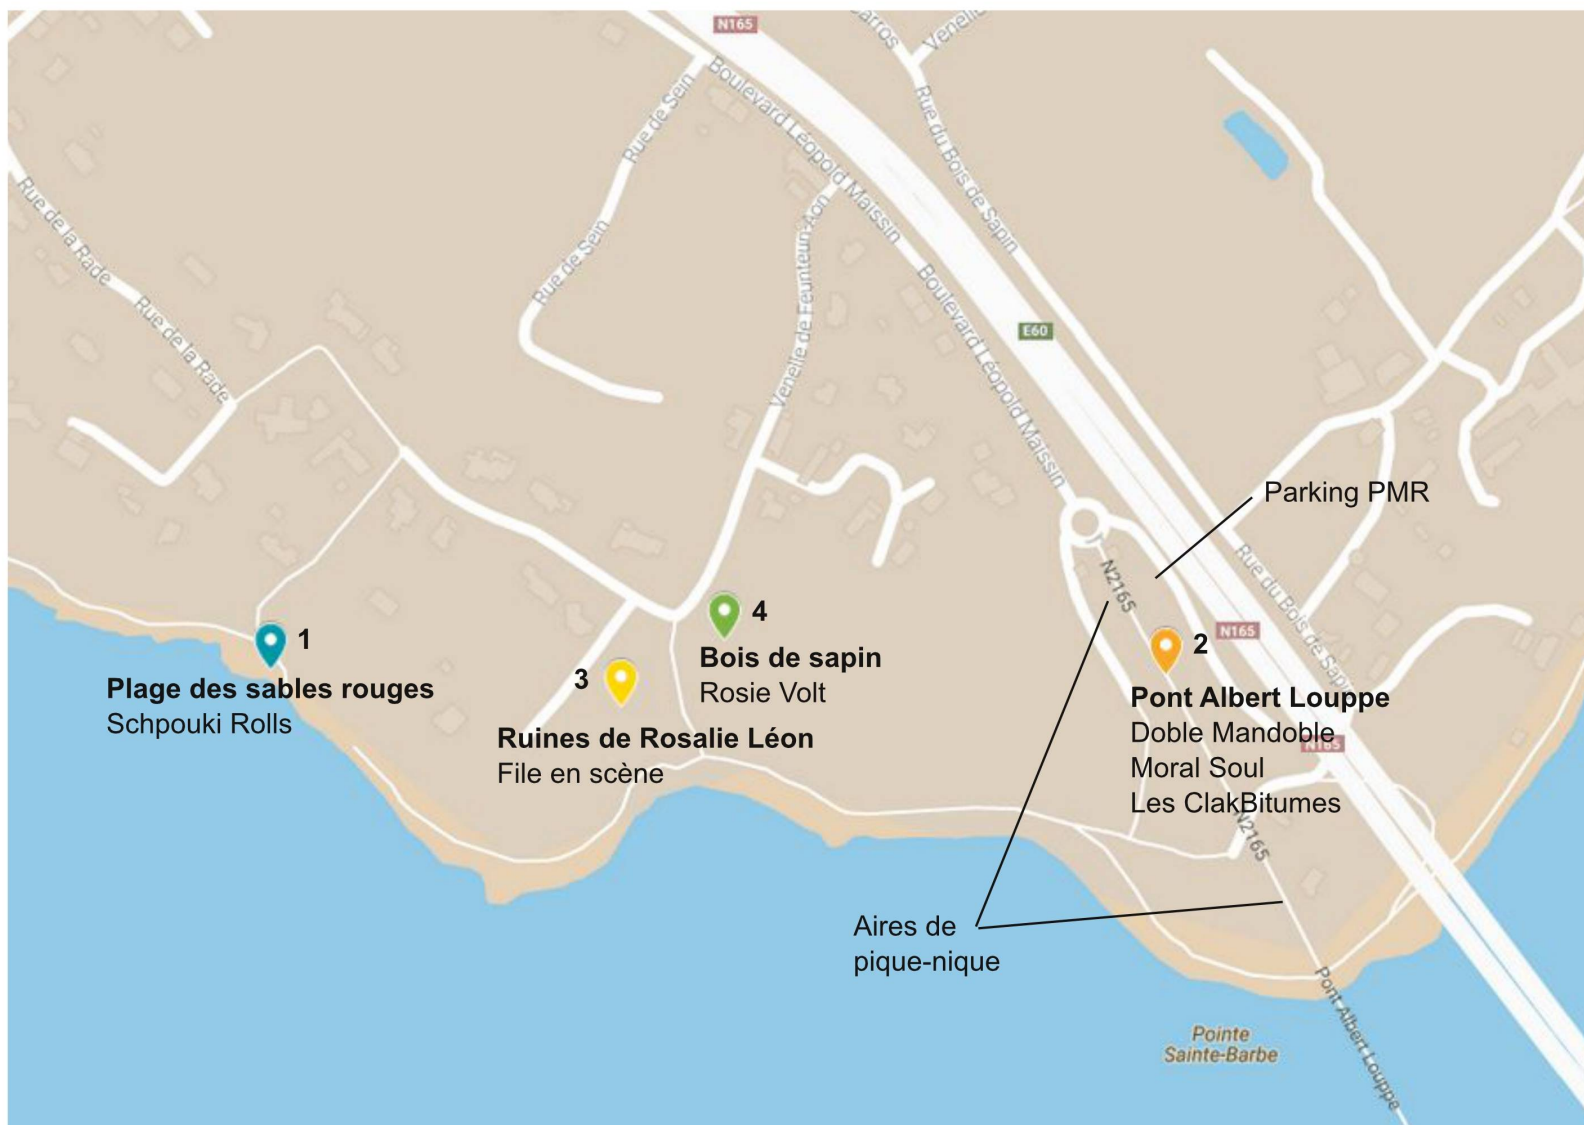 N165
arros
Venelle
Rue de Sein
Boulevard Léopold Maissin
Rue du Bois de Sapin
Rue de la Rade
Rue de Sein
Venelle de Feunteun Aon
Boulevard Léopold Maissin
Rue de la Rade
E60
Parking PMR
N2165
Rue du Bois de Sapin
N165
1
Plage des sables rouges
Schpouki Rolls
4
Bois de sapin
Rosie Volt
3
Ruines de Rosalie Léon
File en scène
2
Pont Albert Louppe
Doble Mandoble
N165
Moral Soul
Les ClakBitumes
N2165
Aires de
pique-nique
Pont Albert Louppe
Pointe
Sainte-Barbe